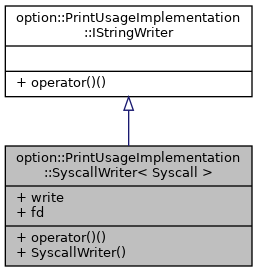 option::PrintUsageImplementation
::IStringWriter
+ operator()()
option::PrintUsageImplementation
::SyscallWriter< Syscall >
+ write
+ fd
+ operator()()
+ SyscallWriter()